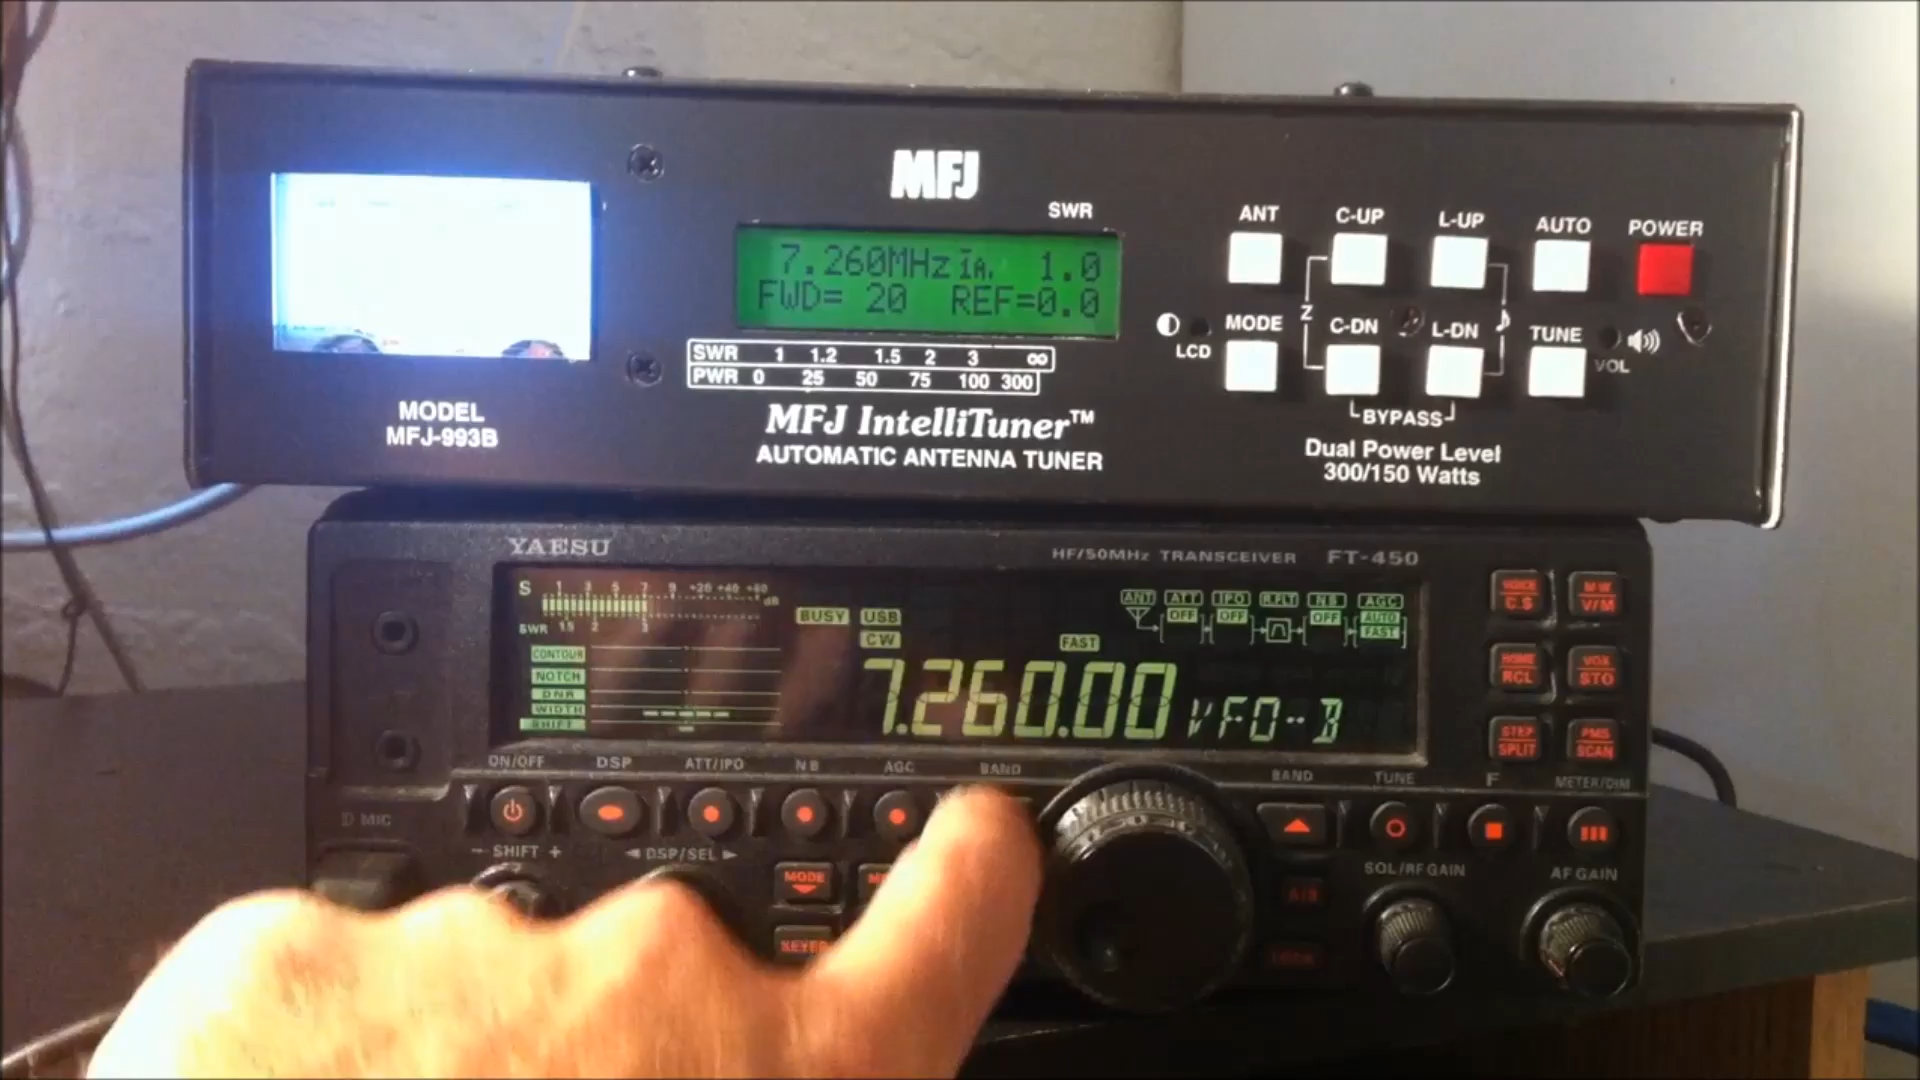 MFJ
SWR
7.260MHz 1A. 1.0
FWD= 20 REF=0.0
SWR 1 1.2 1.5 2 3 ∞
PWR 0 25 50 75 100 300
MFJ IntelliTuner™
AUTOMATIC ANTENNA TUNER
MODEL
MFJ-993B
ANT C-UP L-UP AUTO POWER
Z
MODE C-DN L-DN TUNE
LCD VOL
BYPASS
Dual Power Level
300/150 Watts
YAESU
HF/50MHz TRANSCEIVER FT-450
S 1 3 5 7 9 +20 +40 +60 dB
SWR 1.5 2 3
BUSY USB
CW
FAST
ANT ATT IPO R.FLT NB AGC
OFF OFF OFF AUTO
FAST
CONTOUR
NOTCH
DNR
WIDTH
SHIFT
7.260.00 VFO--B
VOICE
C.S
M W
V/M
HOME
RCL
VOX
STO
STEP
SPLIT
PMS
SCAN
ON/OFF DSP ATT/IPO NB AGC BAND BAND TUNE F METER/DIM
MIC
- SHIFT +
DSP/SEL
MODE
KEYER
A/B
LOCK
SQL/RF GAIN
AF GAIN